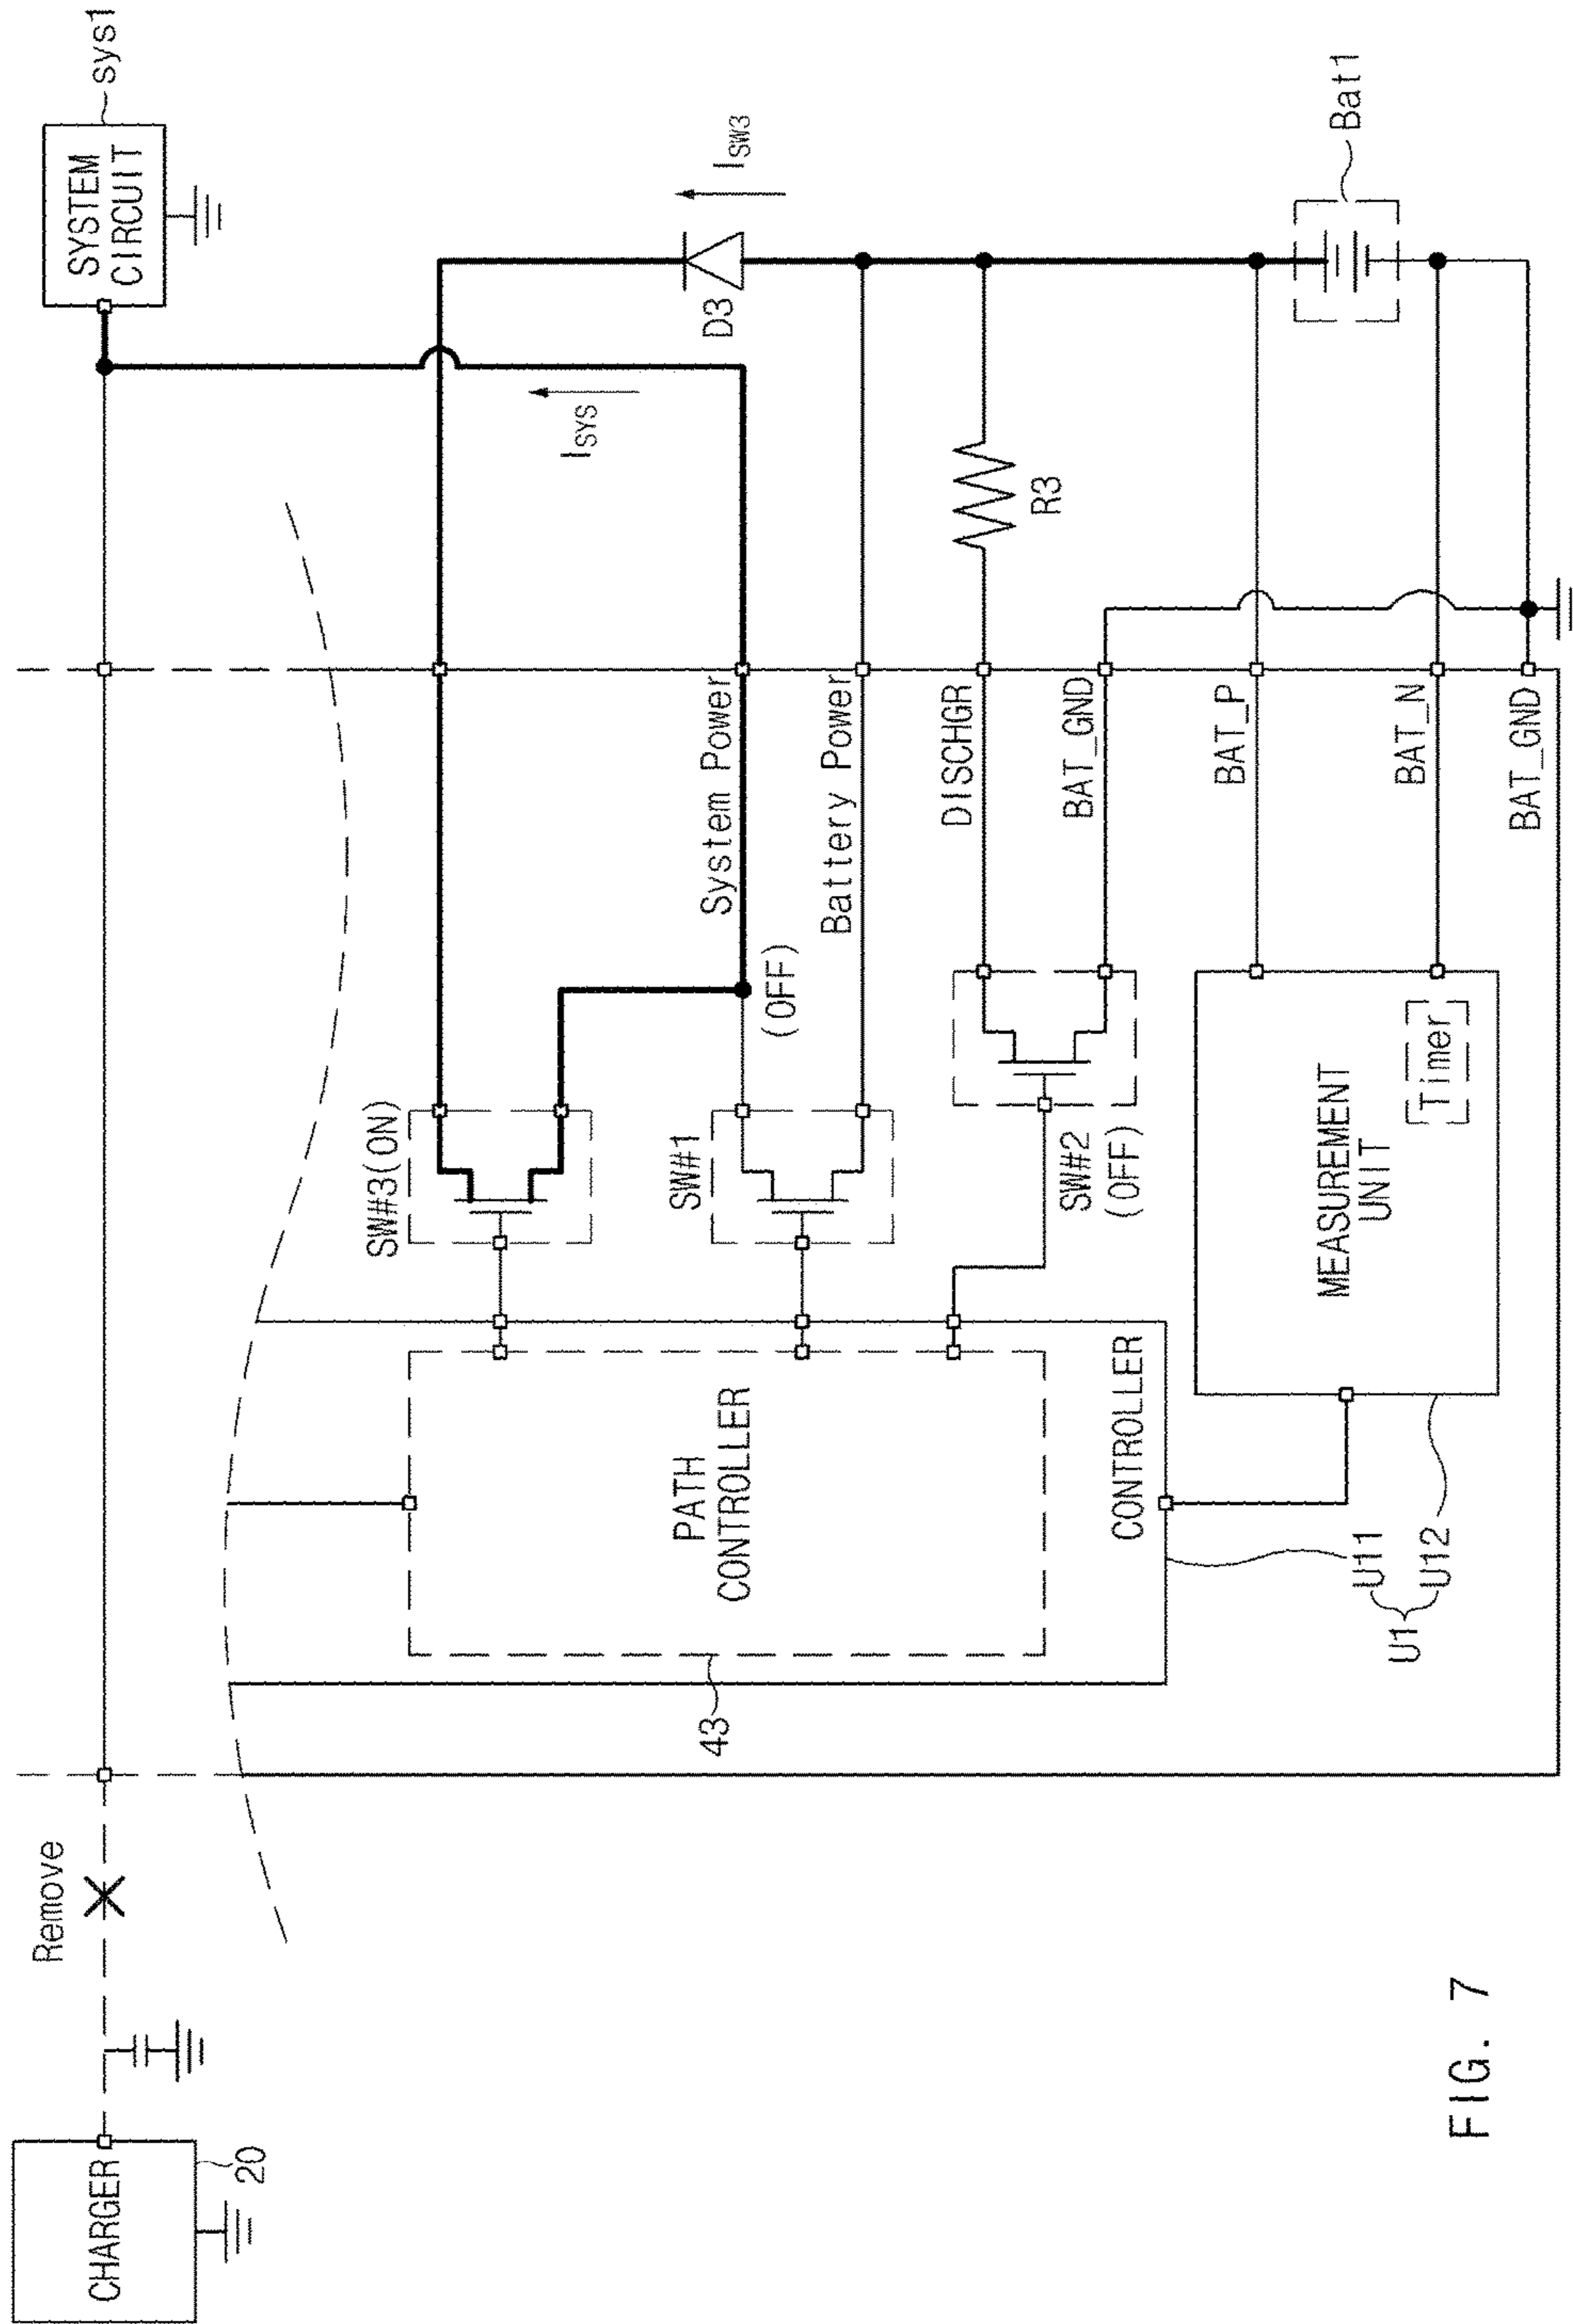 CHARGER
20
Remove
SYSTEM
CIRCUIT
sys1
SW#3(ON)
I_SYS
D3
I_SW3
System Power
(OFF)
SW#1
Battery Power
PATH
CONTROLLER
43
DISCHGR
R3
SW#2
(OFF)
BAT_GND
CONTROLLER
BAT_P
MEASUREMENT
UNIT
Timer
BAT_N
BAT_GND
Bat1
U1
U11
U12
FIG. 7